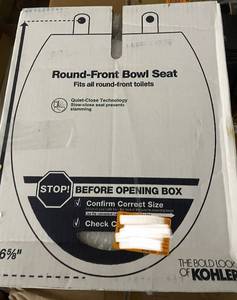 Round-Front Bowl Seat
Fits all round-front toilets
Quiet-Close Technology
Slow-close seat prevents
slamming
STOP! BEFORE OPENING BOX
Confirm Correct Size
Check C
6⅝"
THE BOLD LOOK
OF KOHLER